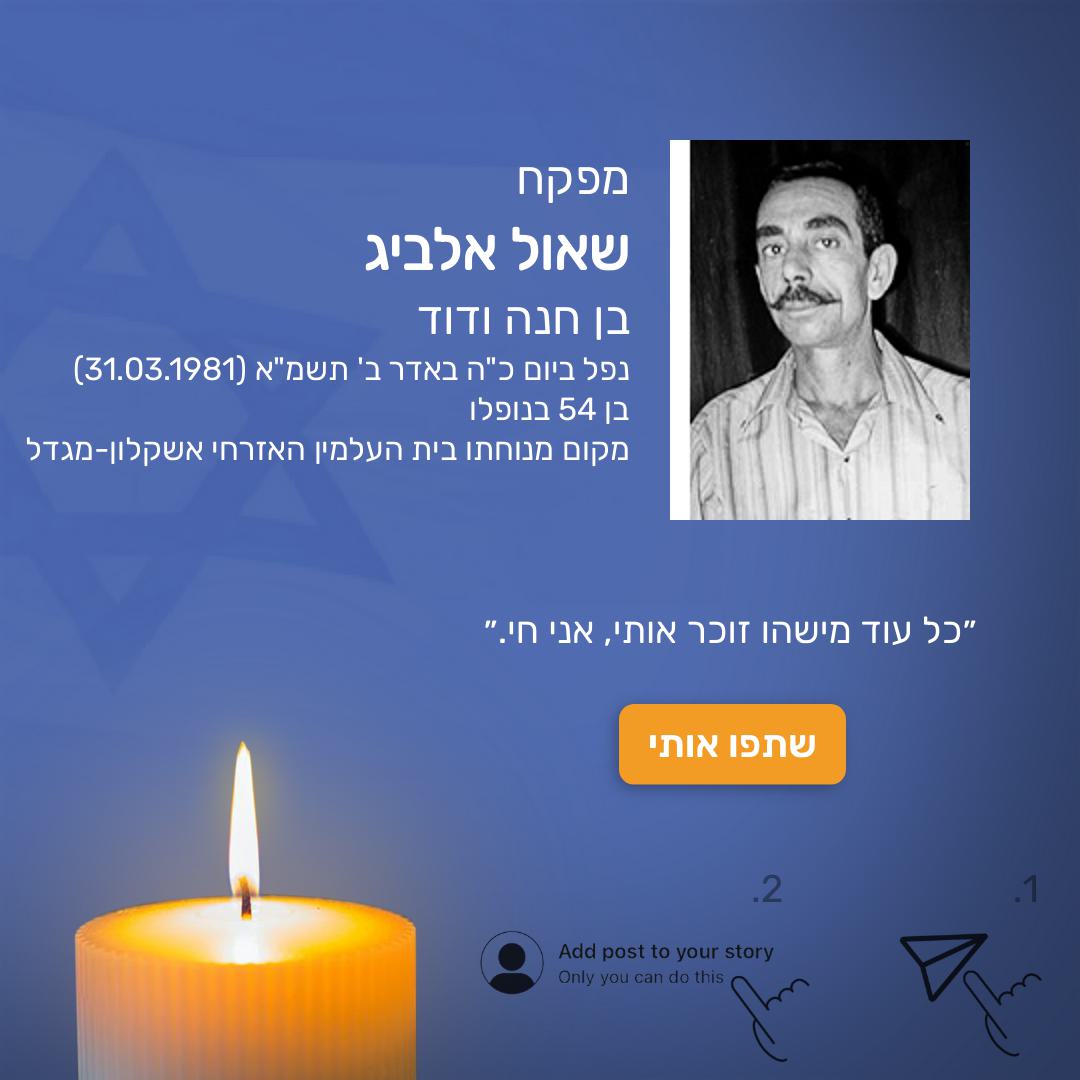 מפקח
שאול אלביג
בן חנה ודוד
נפל ביום כ"ה באדר ב' תשמ"א (31.03.1981)
בן 54 בנופלו
מקום מנוחתו בית העלמין האזרחי אשקלון-מגדל
״כל עוד מישהו זוכר אותי, אני חי.״
שתפו אותי
1.
2.
Add post to your story
Only you can do this